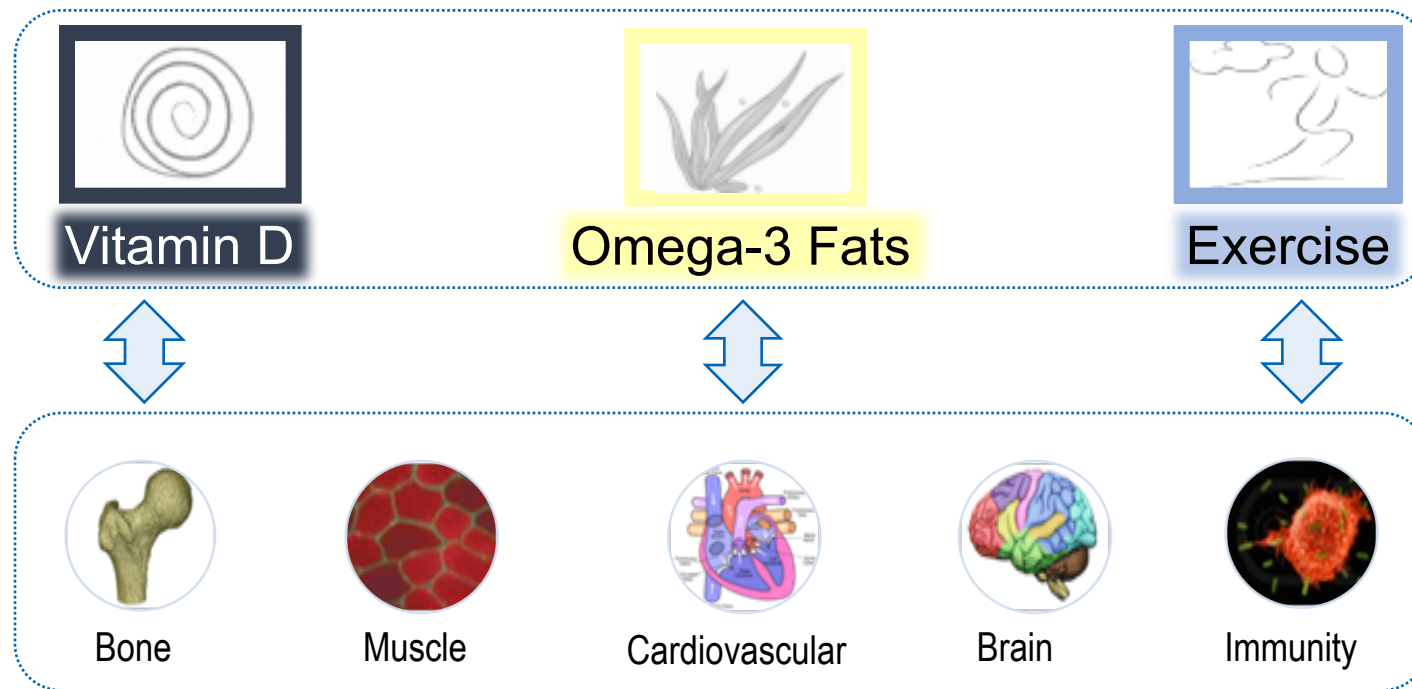 Vitamin D
Omega-3 Fats
Exercise
Bone
Muscle
Cardiovascular
Brain
Immunity